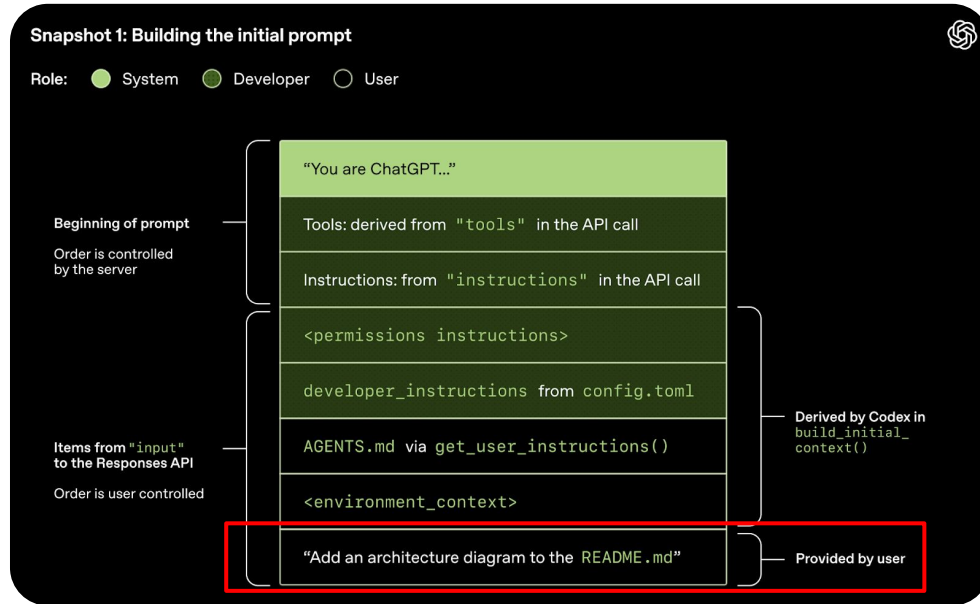 Snapshot 1: Building the initial prompt
Role: System Developer User
“You are ChatGPT...”
Beginning of prompt
Order is controlled
by the server
Tools: derived from "tools" in the API call
Instructions: from "instructions" in the API call
<permissions instructions>
developer_instructions from config.toml
Items from "input"
to the Responses API
Order is user controlled
AGENTS.md via get_user_instructions()
<environment_context>
Derived by Codex in
build_initial_
context()
“Add an architecture diagram to the README.md”
Provided by user